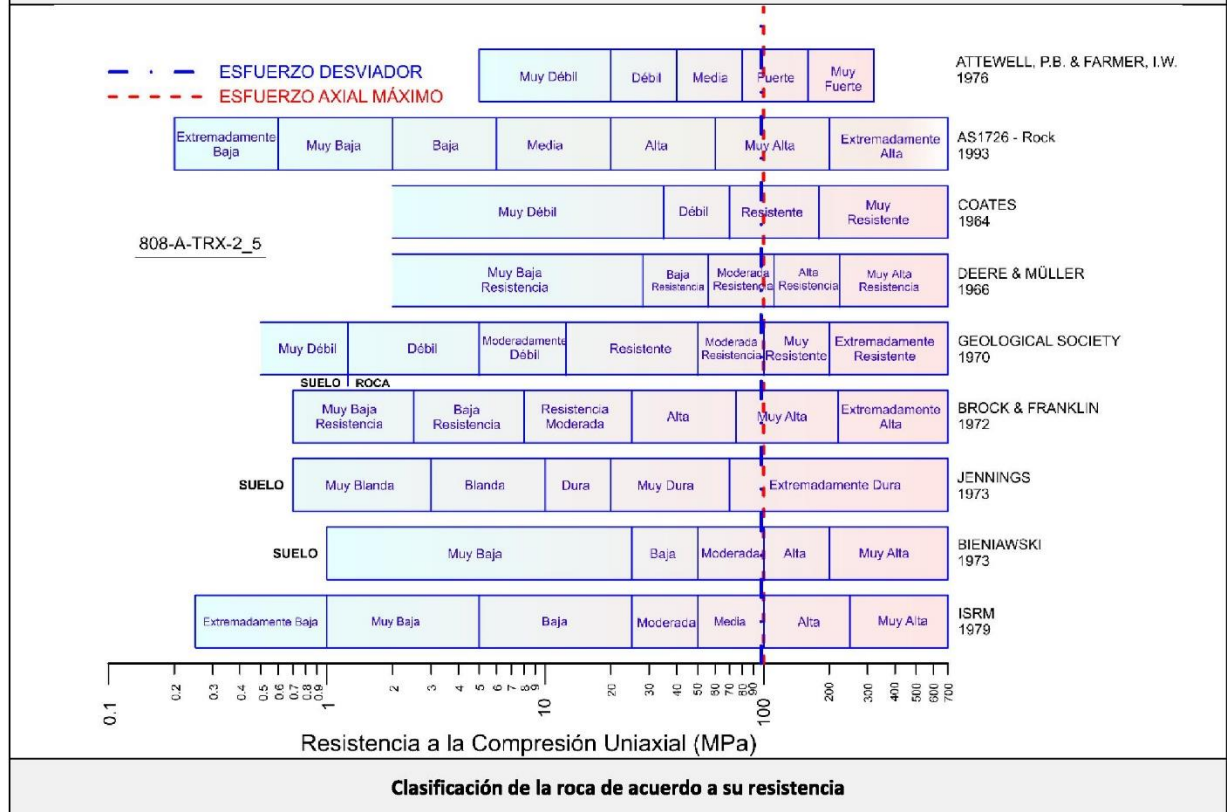 ESFUERZO DESVIADOR
ESFUERZO AXIAL MÁXIMO
Muy Débil
Débil
Media
Fuerte
Muy
Fuerte
ATTEWELL, P.B. & FARMER, I.W.
1976
Extremadamente
Baja
Muy Baja
Baja
Media
Alta
Muy Alta
Extremadamente
Alta
AS1726 - Rock
1993
Muy Débil
Débil
Resistente
Muy
Resistente
COATES
1964
808-A-TRX-2_5
Muy Baja
Resistencia
Baja
Resistencia
Moderada
Resistencia
Alta
Resistencia
Muy Alta
Resistencia
DEERE & MÜLLER
1966
Muy Débil
Débil
Moderadamente
Débil
Resistente
Moderada
Resistencia
Muy
Resistente
Extremadamente
Resistente
GEOLOGICAL SOCIETY
1970
SUELO ROCA
Muy Baja
Resistencia
Baja
Resistencia
Resistencia
Moderada
Alta
Muy Alta
Extremadamente
Alta
BROCK & FRANKLIN
1972
SUELO
Muy Blanda
Blanda
Dura
Muy Dura
Extremadamente Dura
JENNINGS
1973
SUELO
Muy Baja
Baja
Moderada
Alta
Muy Alta
BIENIAWSKI
1973
Extremadamente Baja
Muy Baja
Baja
Moderada
Media
Alta
Muy Alta
ISRM
1979
0.1 0.2 0.3 0.4 0.5 0.6 0.7 0.8 0.9 1 2 3 4 5 6 7 8 9 10 20 30 40 50 60 70 80 90 100 200 300 400 500 600 700
Resistencia a la Compresión Uniaxial (MPa)
Clasificación de la roca de acuerdo a su resistencia